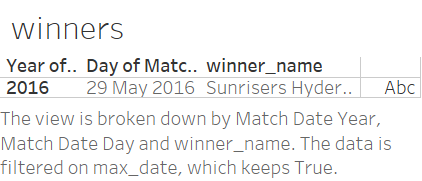 winners
Year of.. Day of Matc.. winner_name
2016 29 May 2016 Sunrisers Hyder.. Abc
The view is broken down by Match Date Year,
Match Date Day and winner_name. The data is
filtered on max_date, which keeps True.